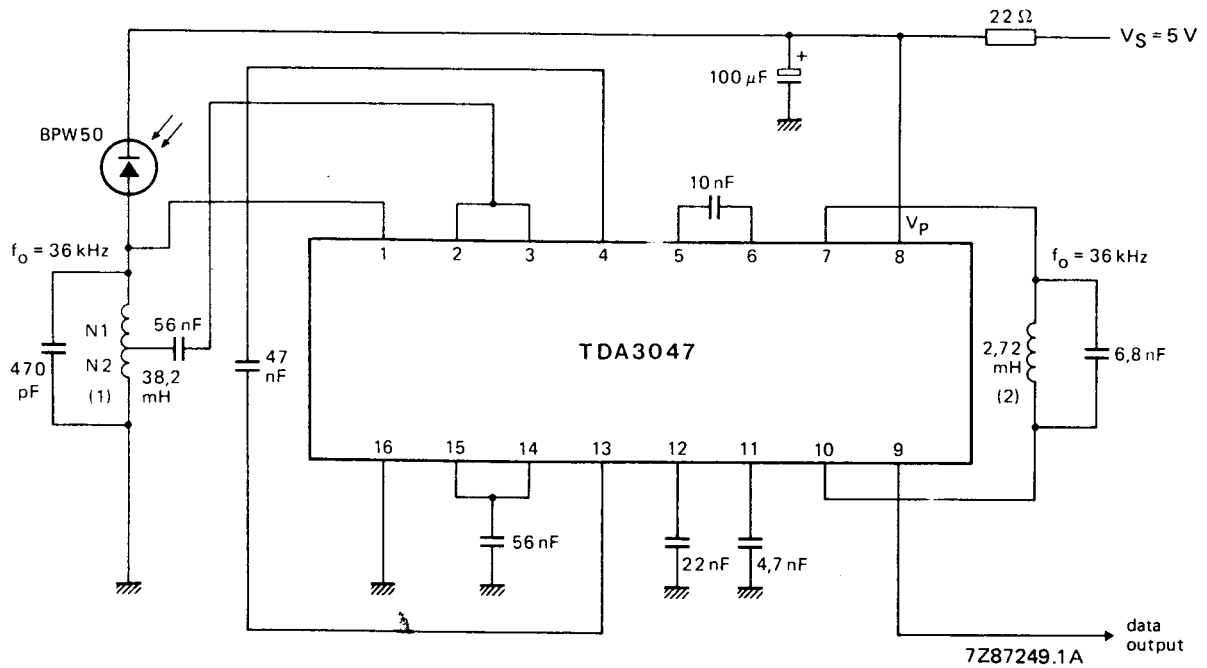 22 Ω
V_S = 5 V
+
100 µF
BPW50
10 nF
V_P
1 2 3 4 5 6 7 8
f_o = 36 kHz
f_o = 36 kHz
N1
56 nF
TDA3047
47
nF
2,72
mH
(2)
6,8 nF
470
pF
N2
(1)
38,2
mH
16 15 14 13 12 11 10 9
56 nF
22 nF
4,7 nF
data
output
7Z87249.1A